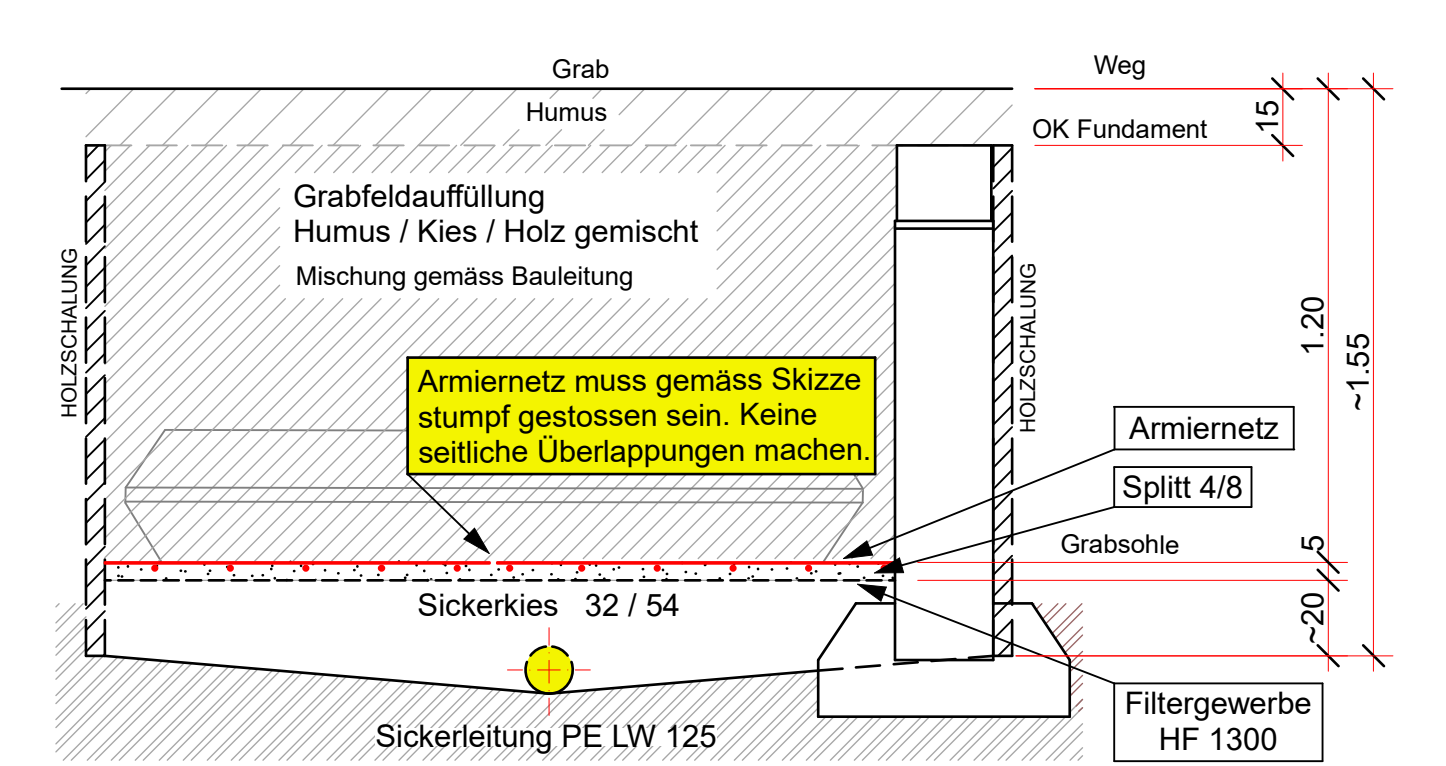 Grab
Weg
Humus
15
OK Fundament
Grabfeldauffüllung
Humus / Kies / Holz gemischt
Mischung gemäss Bauleitung
HOLZSCHALUNG
HOLZSCHALUNG
1.20
~1.55
Armiernetz muss gemäss Skizze
stumpf gestossen sein. Keine
seitliche Überlappungen machen.
Armiernetz
Splitt 4/8
Grabsohle
5
Sickerkies 32 / 54
~20
Filtergewerbe
HF 1300
Sickerleitung PE LW 125